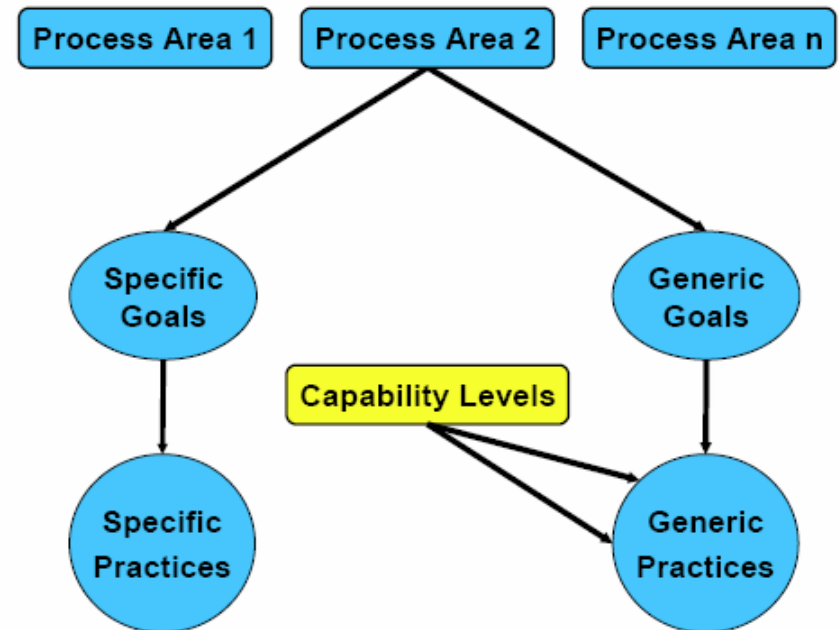 Process Area 1
Process Area 2
Process Area n
Specific
Goals
Generic
Goals
Capability Levels
Specific
Practices
Generic
Practices